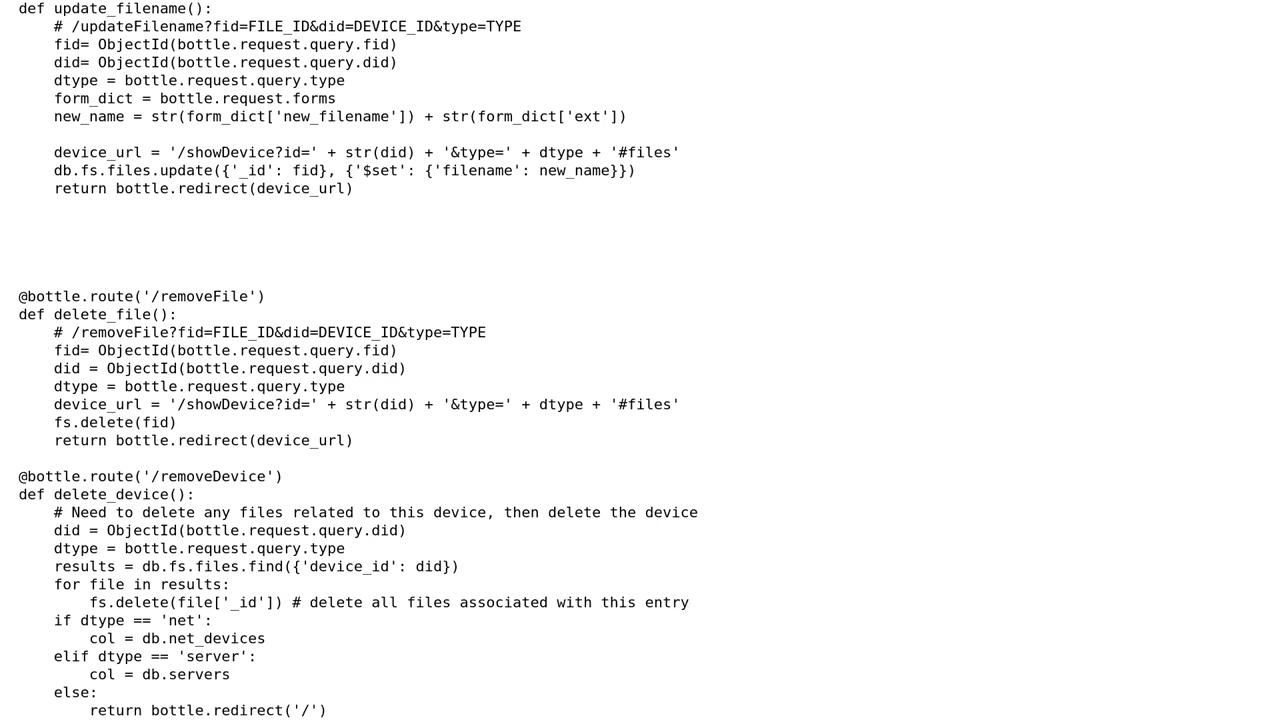 def update_filename():
    # /updateFilename?fid=FILE_ID&did=DEVICE_ID&type=TYPE
    fid= ObjectId(bottle.request.query.fid)
    did= ObjectId(bottle.request.query.did)
    dtype = bottle.request.query.type
    form_dict = bottle.request.forms
    new_name = str(form_dict['new_filename']) + str(form_dict['ext'])

    device_url = '/showDevice?id=' + str(did) + '&type=' + dtype + '#files'
    db.fs.files.update({'_id': fid}, {'$set': {'filename': new_name}})
    return bottle.redirect(device_url)

@bottle.route('/removeFile')
def delete_file():
    # /removeFile?fid=FILE_ID&did=DEVICE_ID&type=TYPE
    fid= ObjectId(bottle.request.query.fid)
    did = ObjectId(bottle.request.query.did)
    dtype = bottle.request.query.type
    device_url = '/showDevice?id=' + str(did) + '&type=' + dtype + '#files'
    fs.delete(fid)
    return bottle.redirect(device_url)

@bottle.route('/removeDevice')
def delete_device():
    # Need to delete any files related to this device, then delete the device
    did = ObjectId(bottle.request.query.did)
    dtype = bottle.request.query.type
    results = db.fs.files.find({'device_id': did})
    for file in results:
        fs.delete(file['_id']) # delete all files associated with this entry
    if dtype == 'net':
        col = db.net_devices
    elif dtype == 'server':
        col = db.servers
    else:
        return bottle.redirect('/')